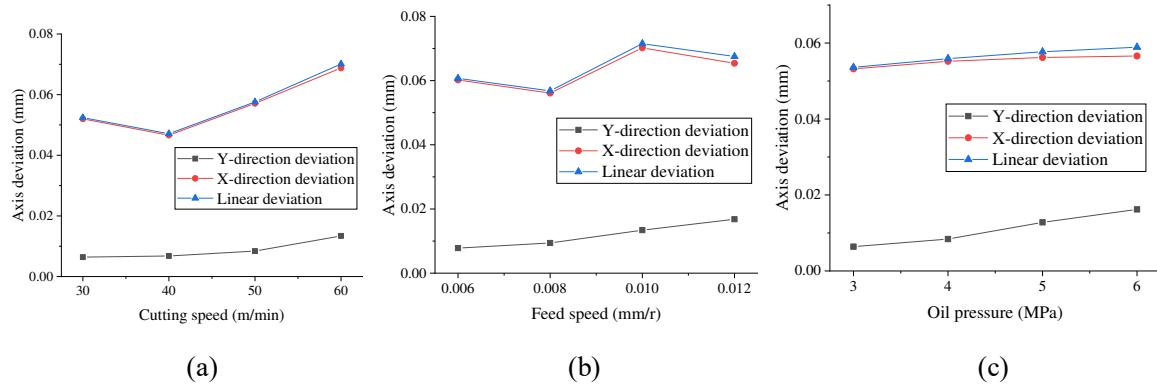 0.08
0.06
0.04
0.02
0.00
Axis deviation (mm)
Y-direction deviation
X-direction deviation
Linear deviation
30 40 50 60
Cutting speed (m/min)
(a)
0.08
0.06
0.04
0.02
0.00
Axis deviation (mm)
Y-direction deviation
X-direction deviation
Linear deviation
0.006 0.008 0.010 0.012
Feed speed (mm/r)
(b)
0.06
0.04
0.02
0.00
Axis deviation (mm)
Y-direction deviation
X-direction deviation
Linear deviation
3 4 5 6
Oil pressure (MPa)
(c)